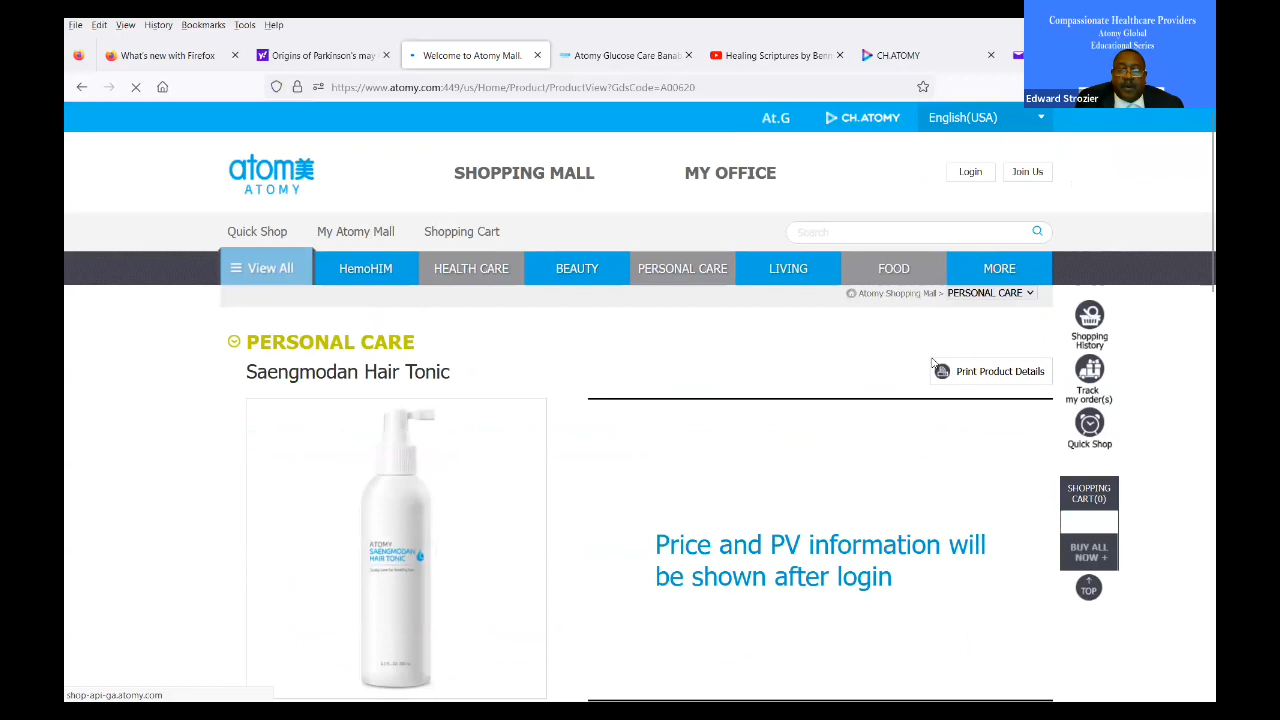 File Edit View History Bookmarks Tools Help
Compassionate Healthcare Providers
Atomy Global
Educational Series
Edward Strozier
What's new with Firefox
Origins of Parkinson's may
Welcome to Atomy Mall.
Atomy Glucose Care Banab
Healing Scriptures by Benn
CH.ATOMY
https://www.atomy.com:449/us/Home/Product/ProductView?GdsCode=A00620
At.G
CH.ATOMY
English(USA)
atom美
ATOMY
SHOPPING MALL
MY OFFICE
Login
Join Us
Quick Shop
My Atomy Mall
Shopping Cart
Search
View All
HemoHIM
HEALTH CARE
BEAUTY
PERSONAL CARE
LIVING
FOOD
MORE
Atomy Shopping Mall > PERSONAL CARE
Shopping
History
PERSONAL CARE
Saengmodan Hair Tonic
Print Product Details
Track
my order(s)
Quick Shop
ATOMY
SAENGMODAN
HAIR TONIC
Price and PV information will
be shown after login
SHOPPING
CART(0)
BUY ALL
NOW +
TOP
shop-api-ga.atomy.com